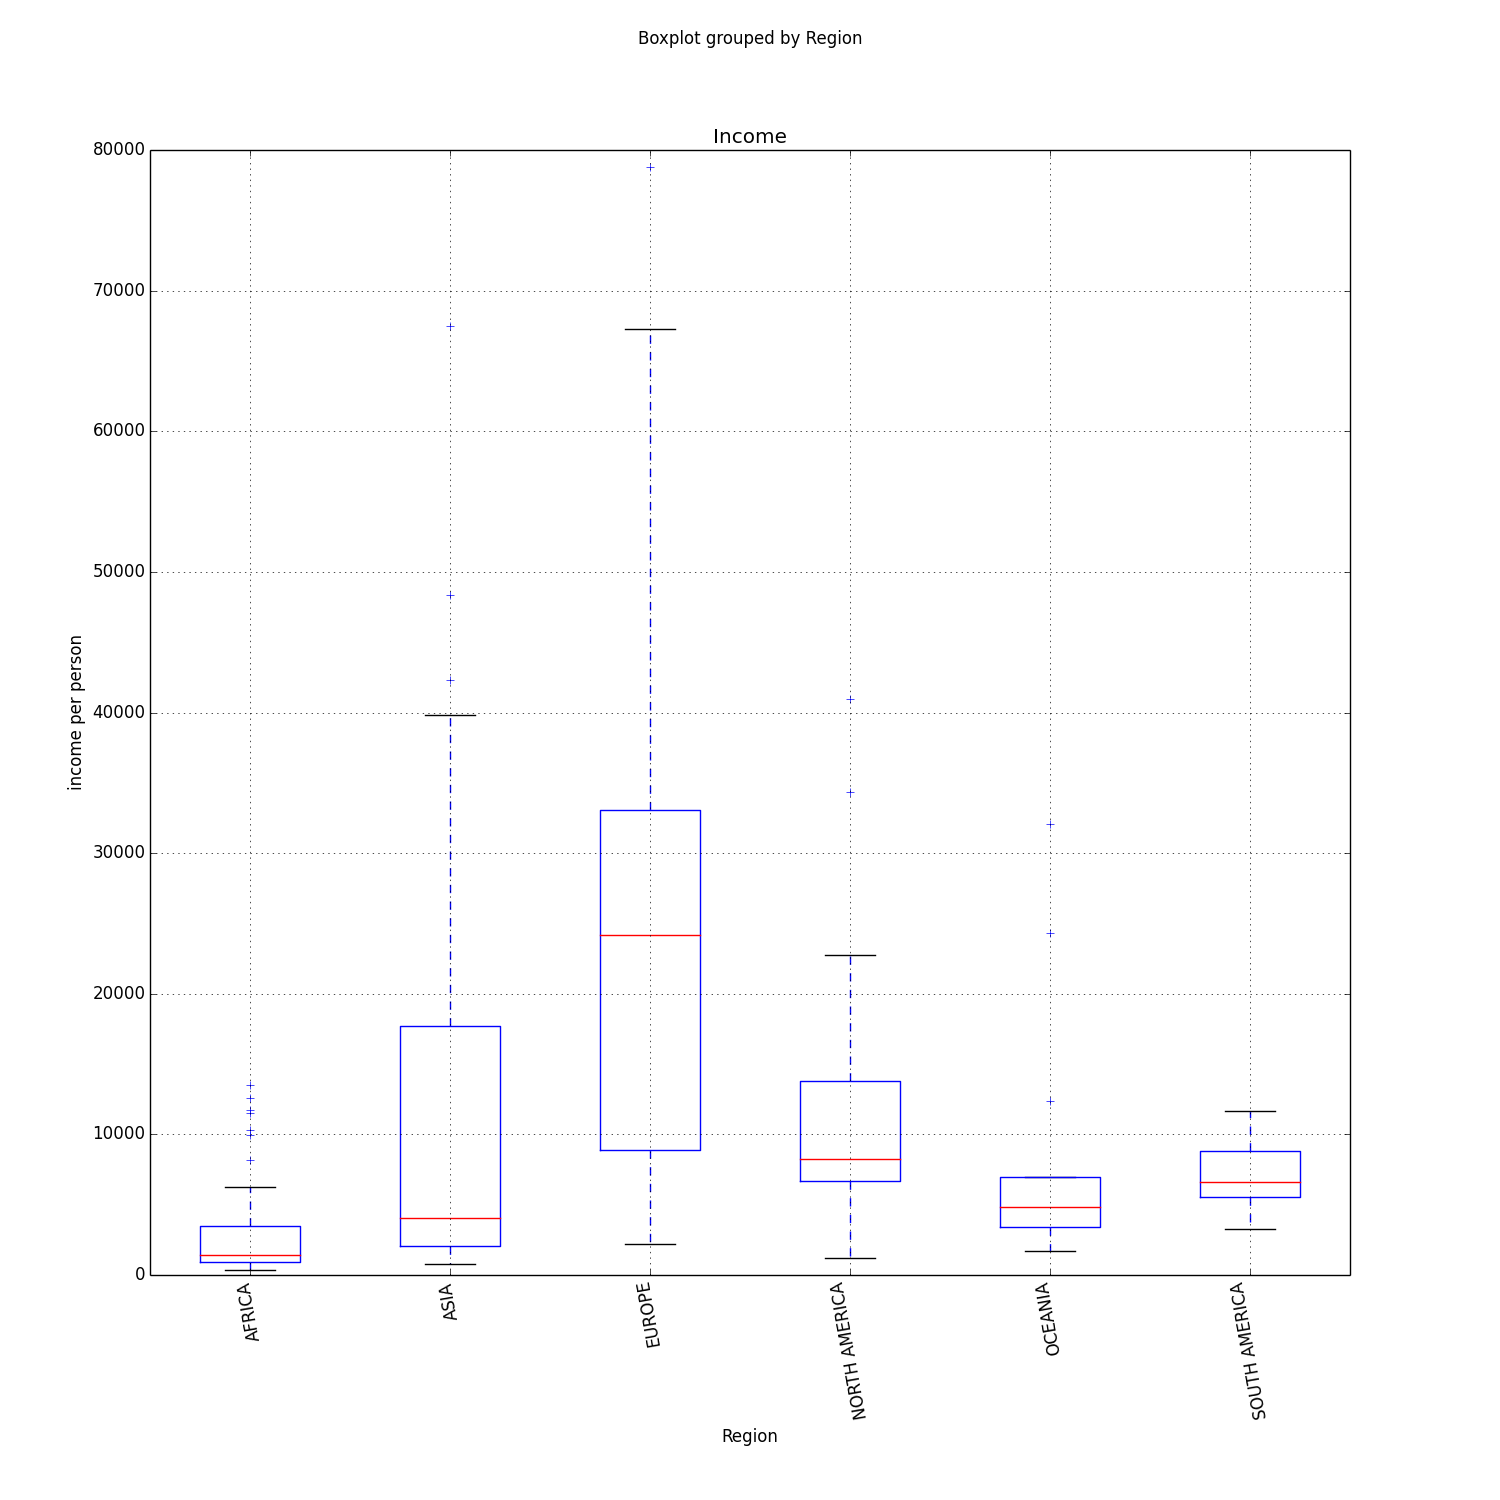 Boxplot grouped by Region
Income
80000
70000
60000
50000
40000
30000
20000
10000
0
income per person
AFRICA
ASIA
EUROPE
NORTH AMERICA
OCEANIA
SOUTH AMERICA
Region